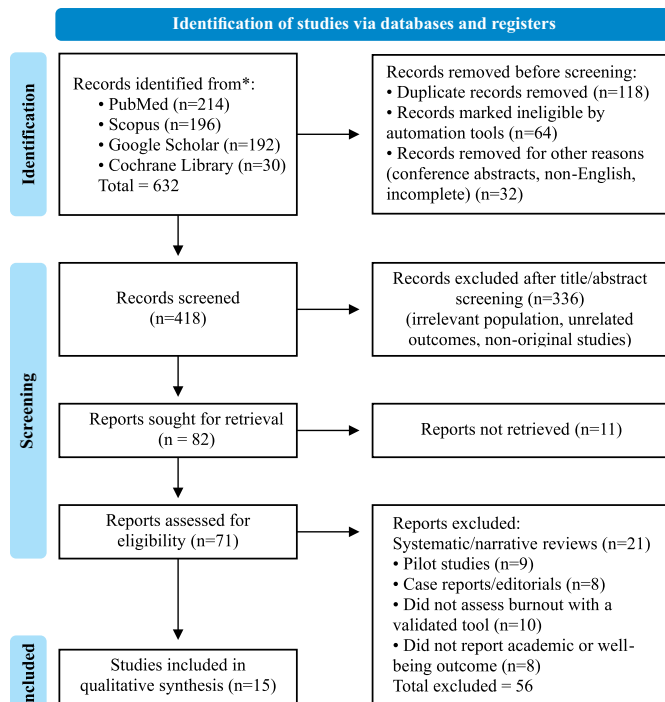 Identification of studies via databases and registers
Identification
Records identified from*:
• PubMed (n=214)
• Scopus (n=196)
• Google Scholar (n=192)
• Cochrane Library (n=30)
Total = 632
Records removed before screening:
• Duplicate records removed (n=118)
• Records marked ineligible by
automation tools (n=64)
• Records removed for other reasons
(conference abstracts, non-English,
incomplete) (n=32)
Screening
Records screened
(n=418)
Records excluded after title/abstract
screening (n=336)
(irrelevant population, unrelated
outcomes, non-original studies)
Reports sought for retrieval
(n = 82)
Reports not retrieved (n=11)
Reports assessed for
eligibility (n=71)
Reports excluded:
Systematic/narrative reviews (n=21)
• Pilot studies (n=9)
• Case reports/editorials (n=8)
• Did not assess burnout with a
validated tool (n=10)
• Did not report academic or well-
being outcome (n=8)
Total excluded = 56
Studies included in
qualitative synthesis (n=15)